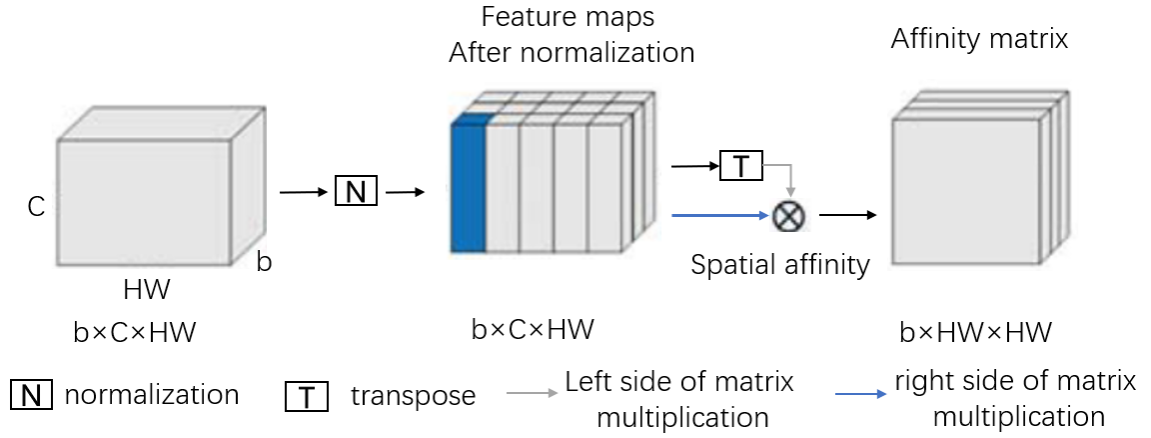 Feature maps
After normalization
Affinity matrix
C
N
T
b
Spatial affinity
HW
b×C×HW
b×C×HW
b×HW×HW
N normalization
T transpose
Left side of matrix
multiplication
right side of matrix
multiplication